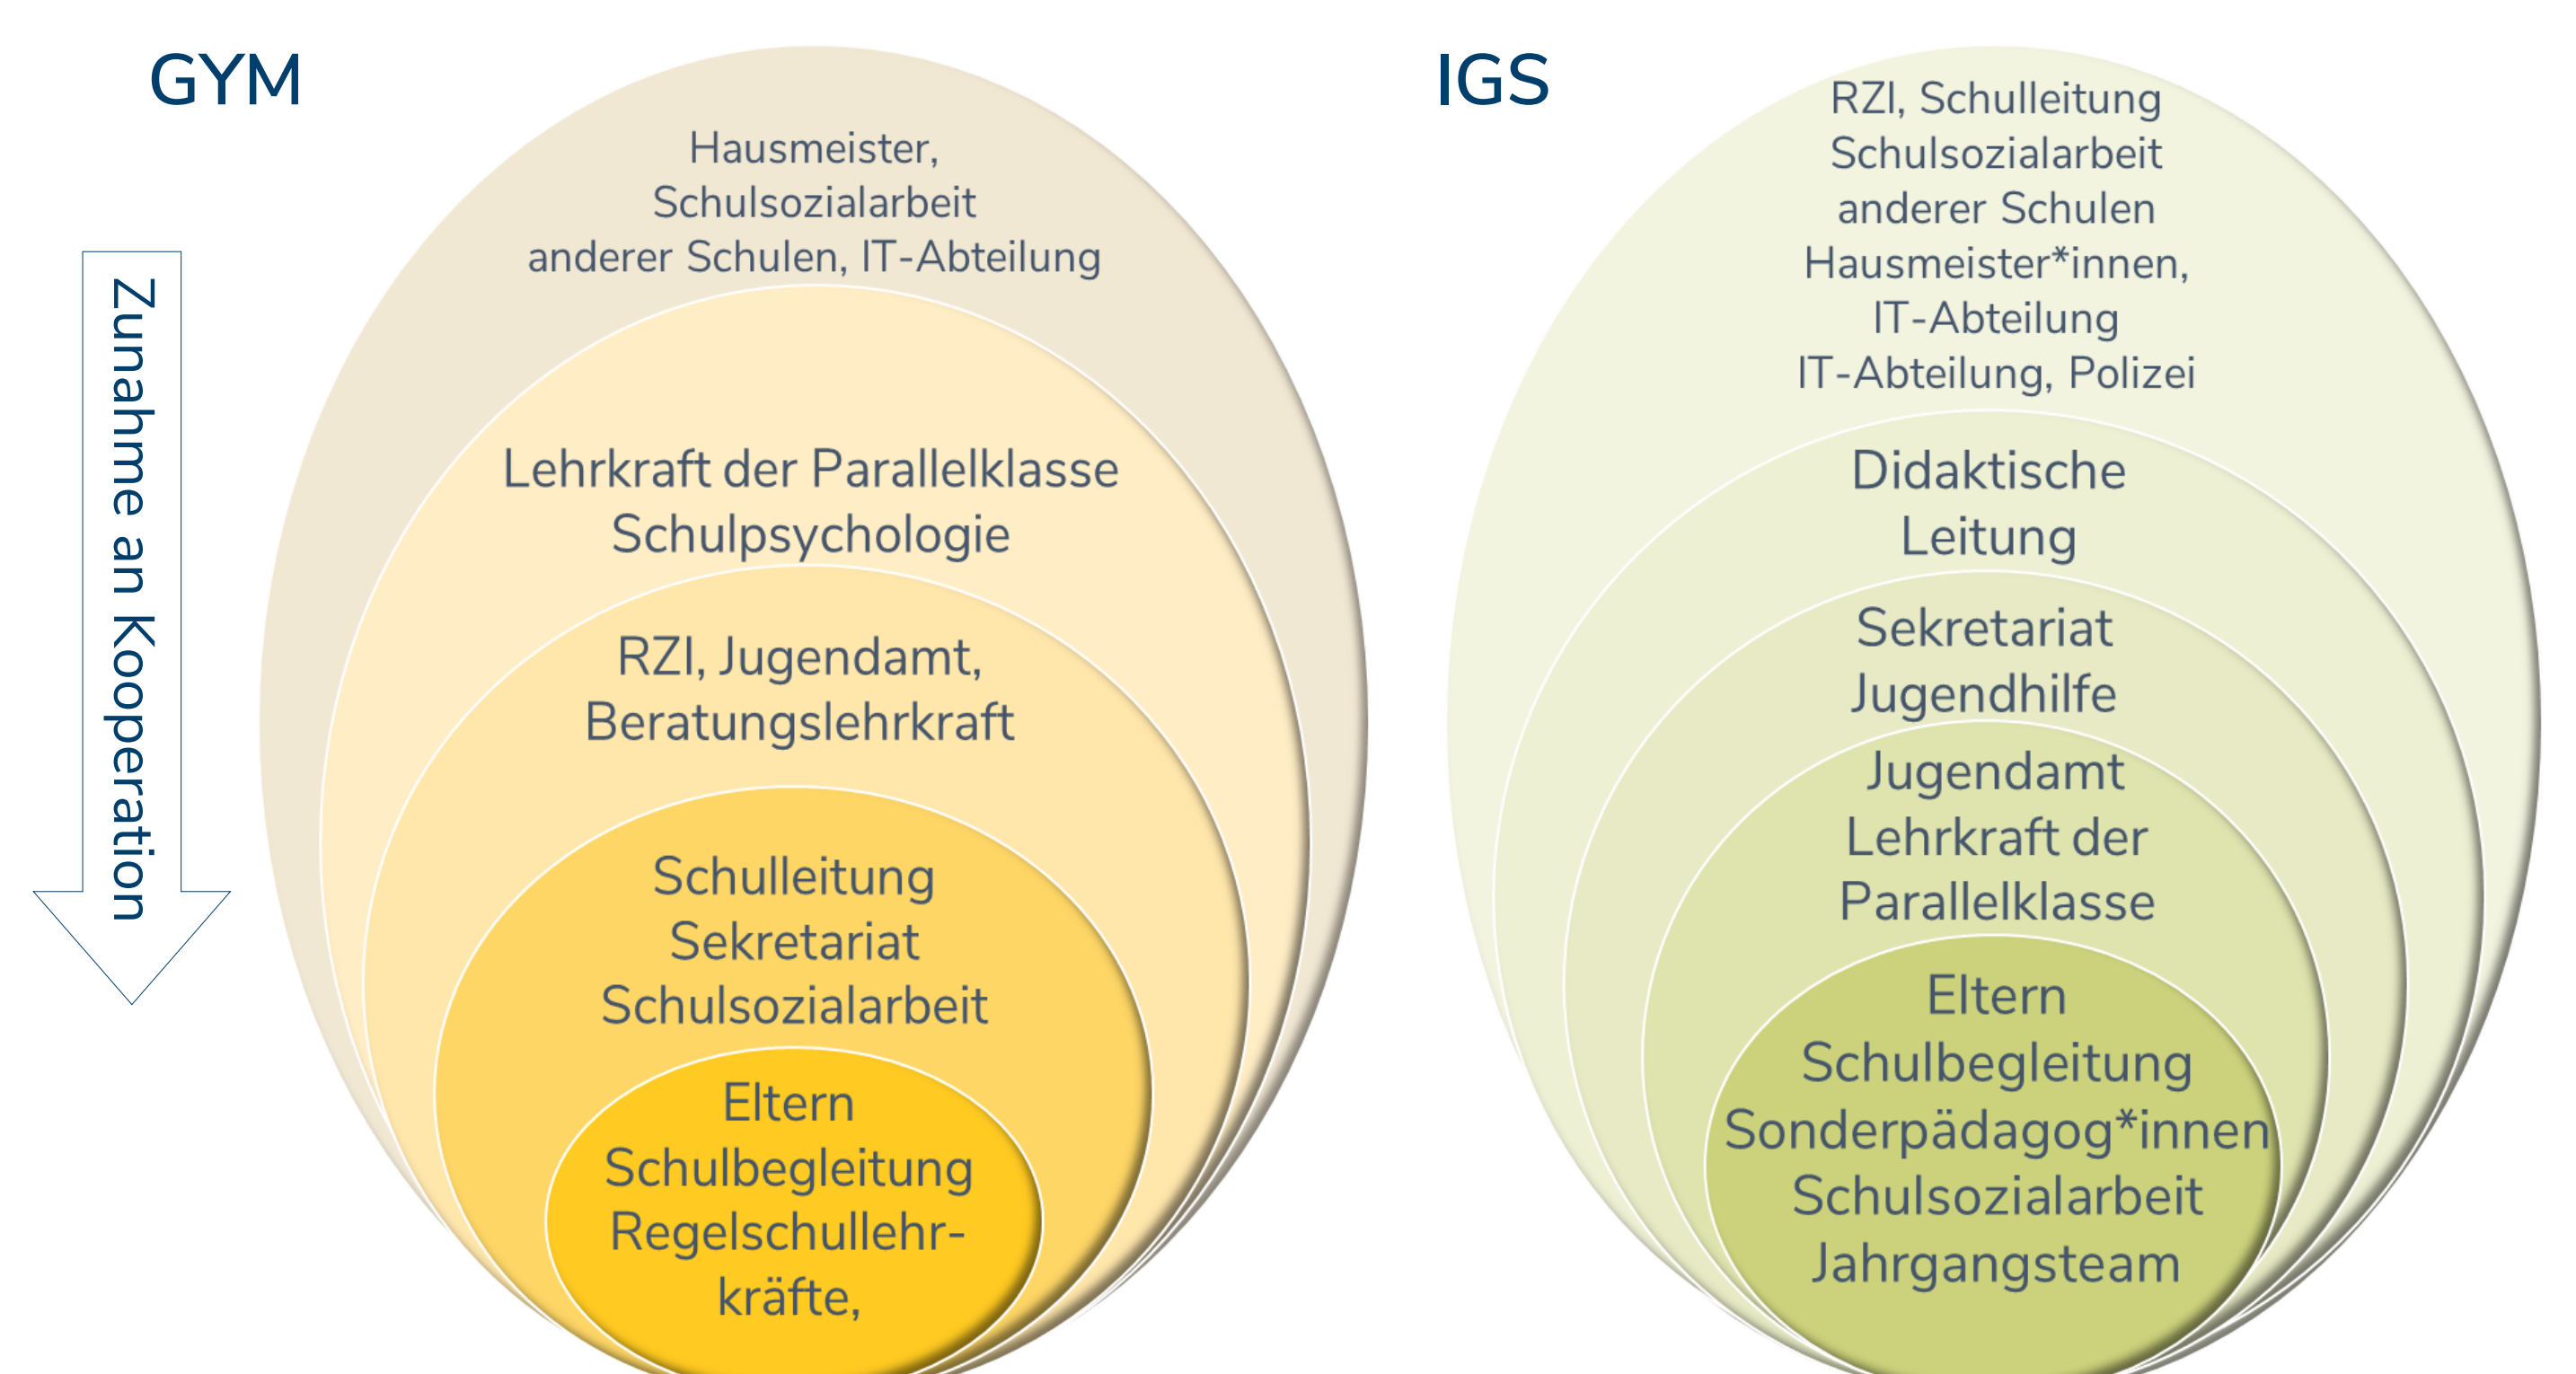 GYM
Zunahme an Kooperation
Hausmeister,
Schulsozialarbeit
anderer Schulen, IT-Abteilung
Lehrkraft der Parallelklasse
Schulpsychologie
RZI, Jugendamt,
Beratungslehrkraft
Schulleitung
Sekretariat
Schulsozialarbeit
Eltern
Schulbegleitung
Regelschullehr-
kräfte,
IGS
RZI, Schulleitung
Schulsozialarbeit
anderer Schulen
Hausmeister*innen,
IT-Abteilung
IT-Abteilung, Polizei
Didaktische
Leitung
Sekretariat
Jugendhilfe
Jugendamt
Lehrkraft der
Parallelklasse
Eltern
Schulbegleitung
Sonderpädagog*innen
Schulsozialarbeit
Jahrgangsteam